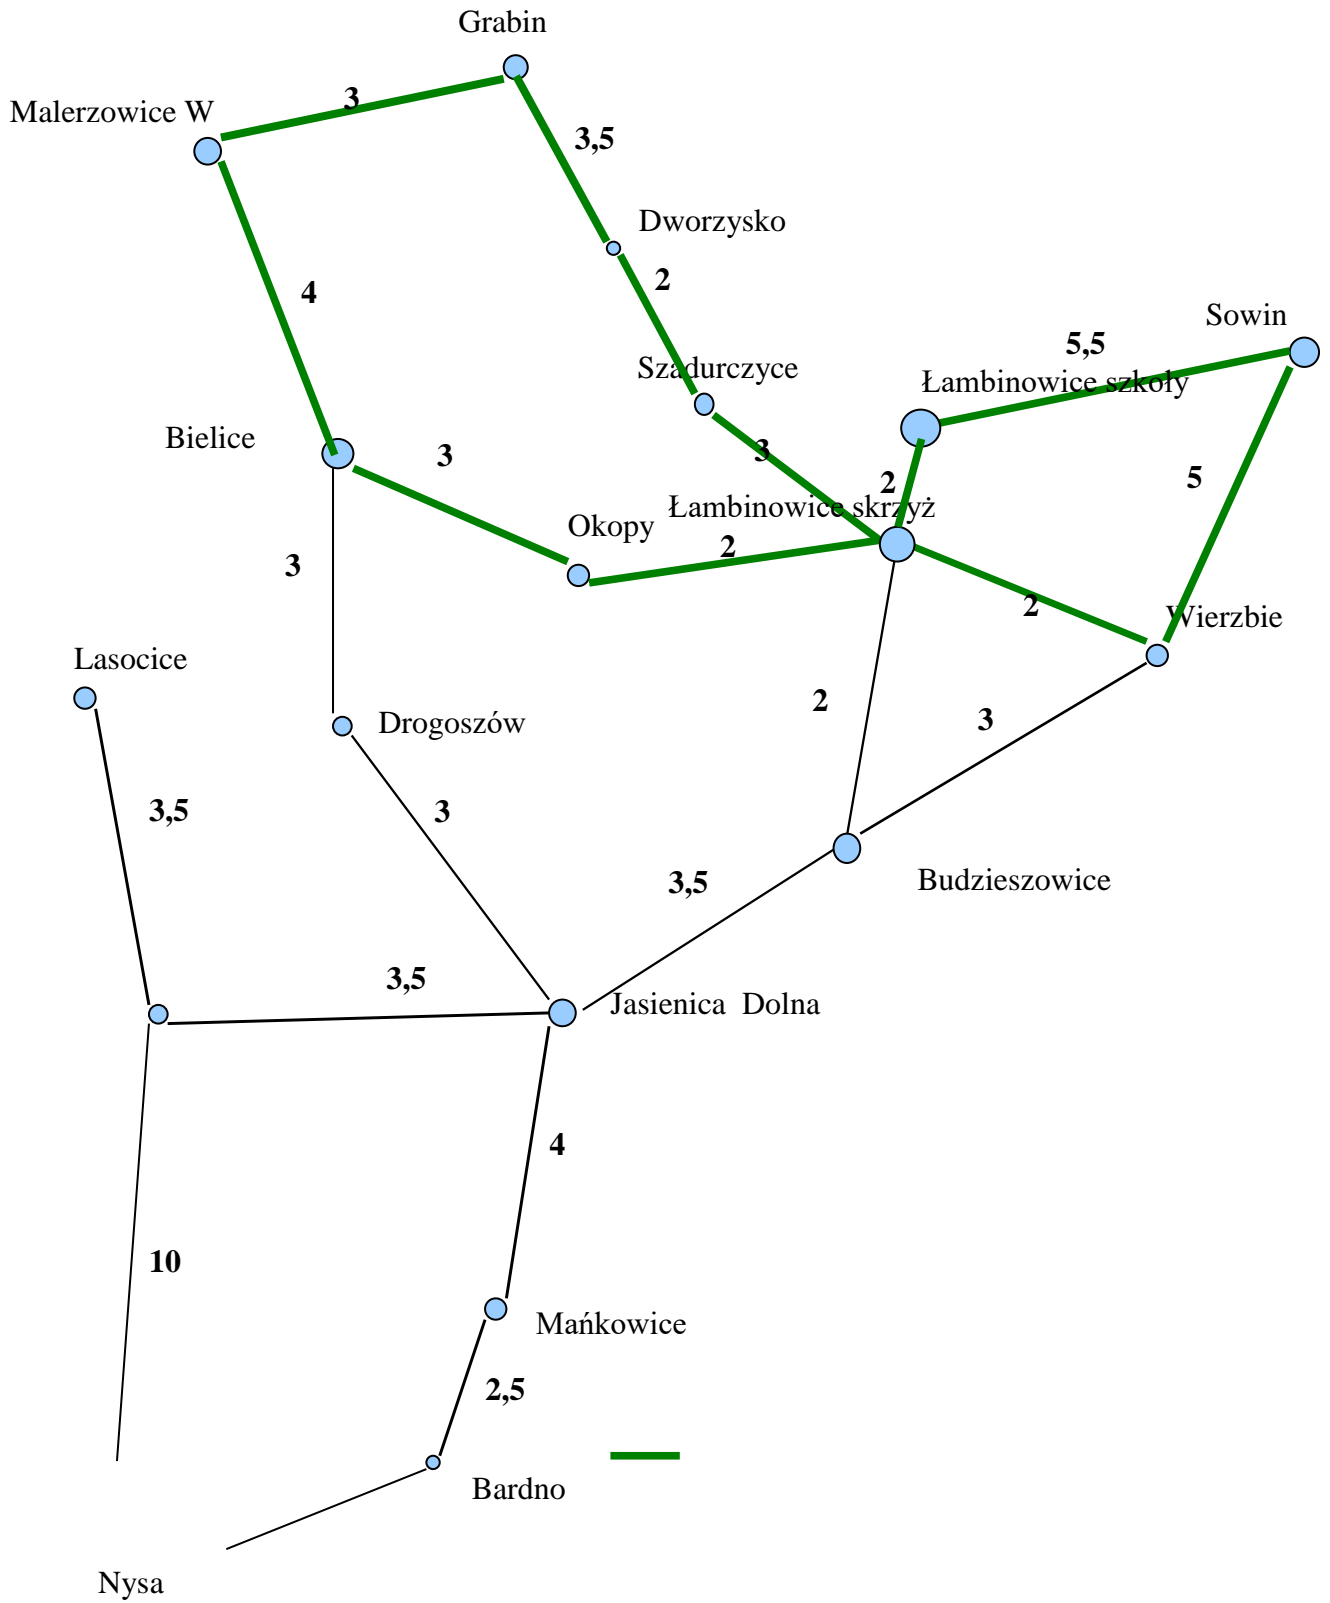 Grabin
3
Malerzowice W
3,5
Dworzysko
2
4
Sowin
5,5
Szadurczyce
Łambinowice szkoły
Bielice
3
3
5
2
Łambinowice skrzyż
Okopy
2
3
2
Wierzbie
Lasocice
2
3
Drogoszów
3,5
3
3,5
Budzieszowice
3,5
Jasienica  Dolna
4
10
Mańkowice
2,5
Bardno
Nysa